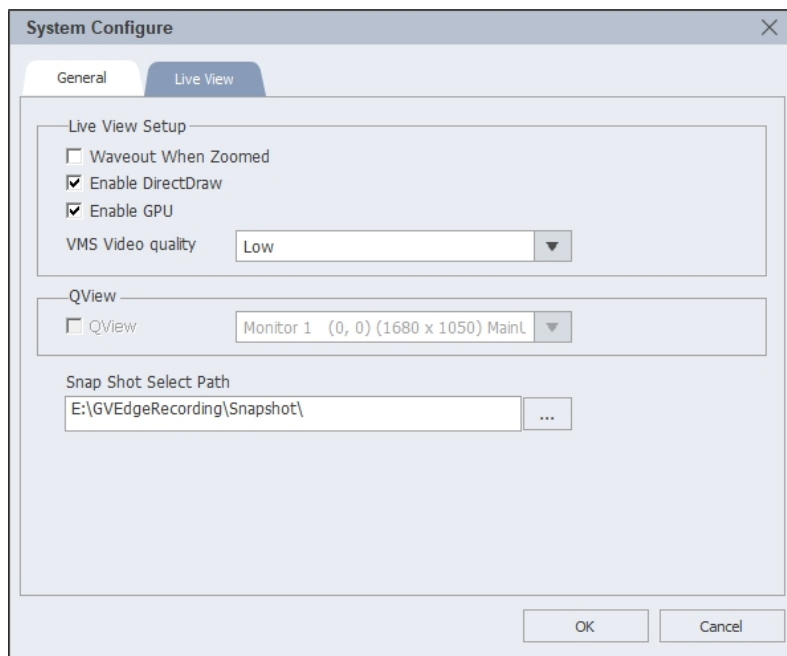 System Configure
General
Live View
Live View Setup
Waveout When Zoomed
Enable DirectDraw
Enable GPU
VMS Video quality
Low
QView
QView
Monitor 1 (0, 0) (1680 x 1050) Main
Snap Shot Select Path
E:\GVEdgeRecording\Snapshot\
...
OK
Cancel